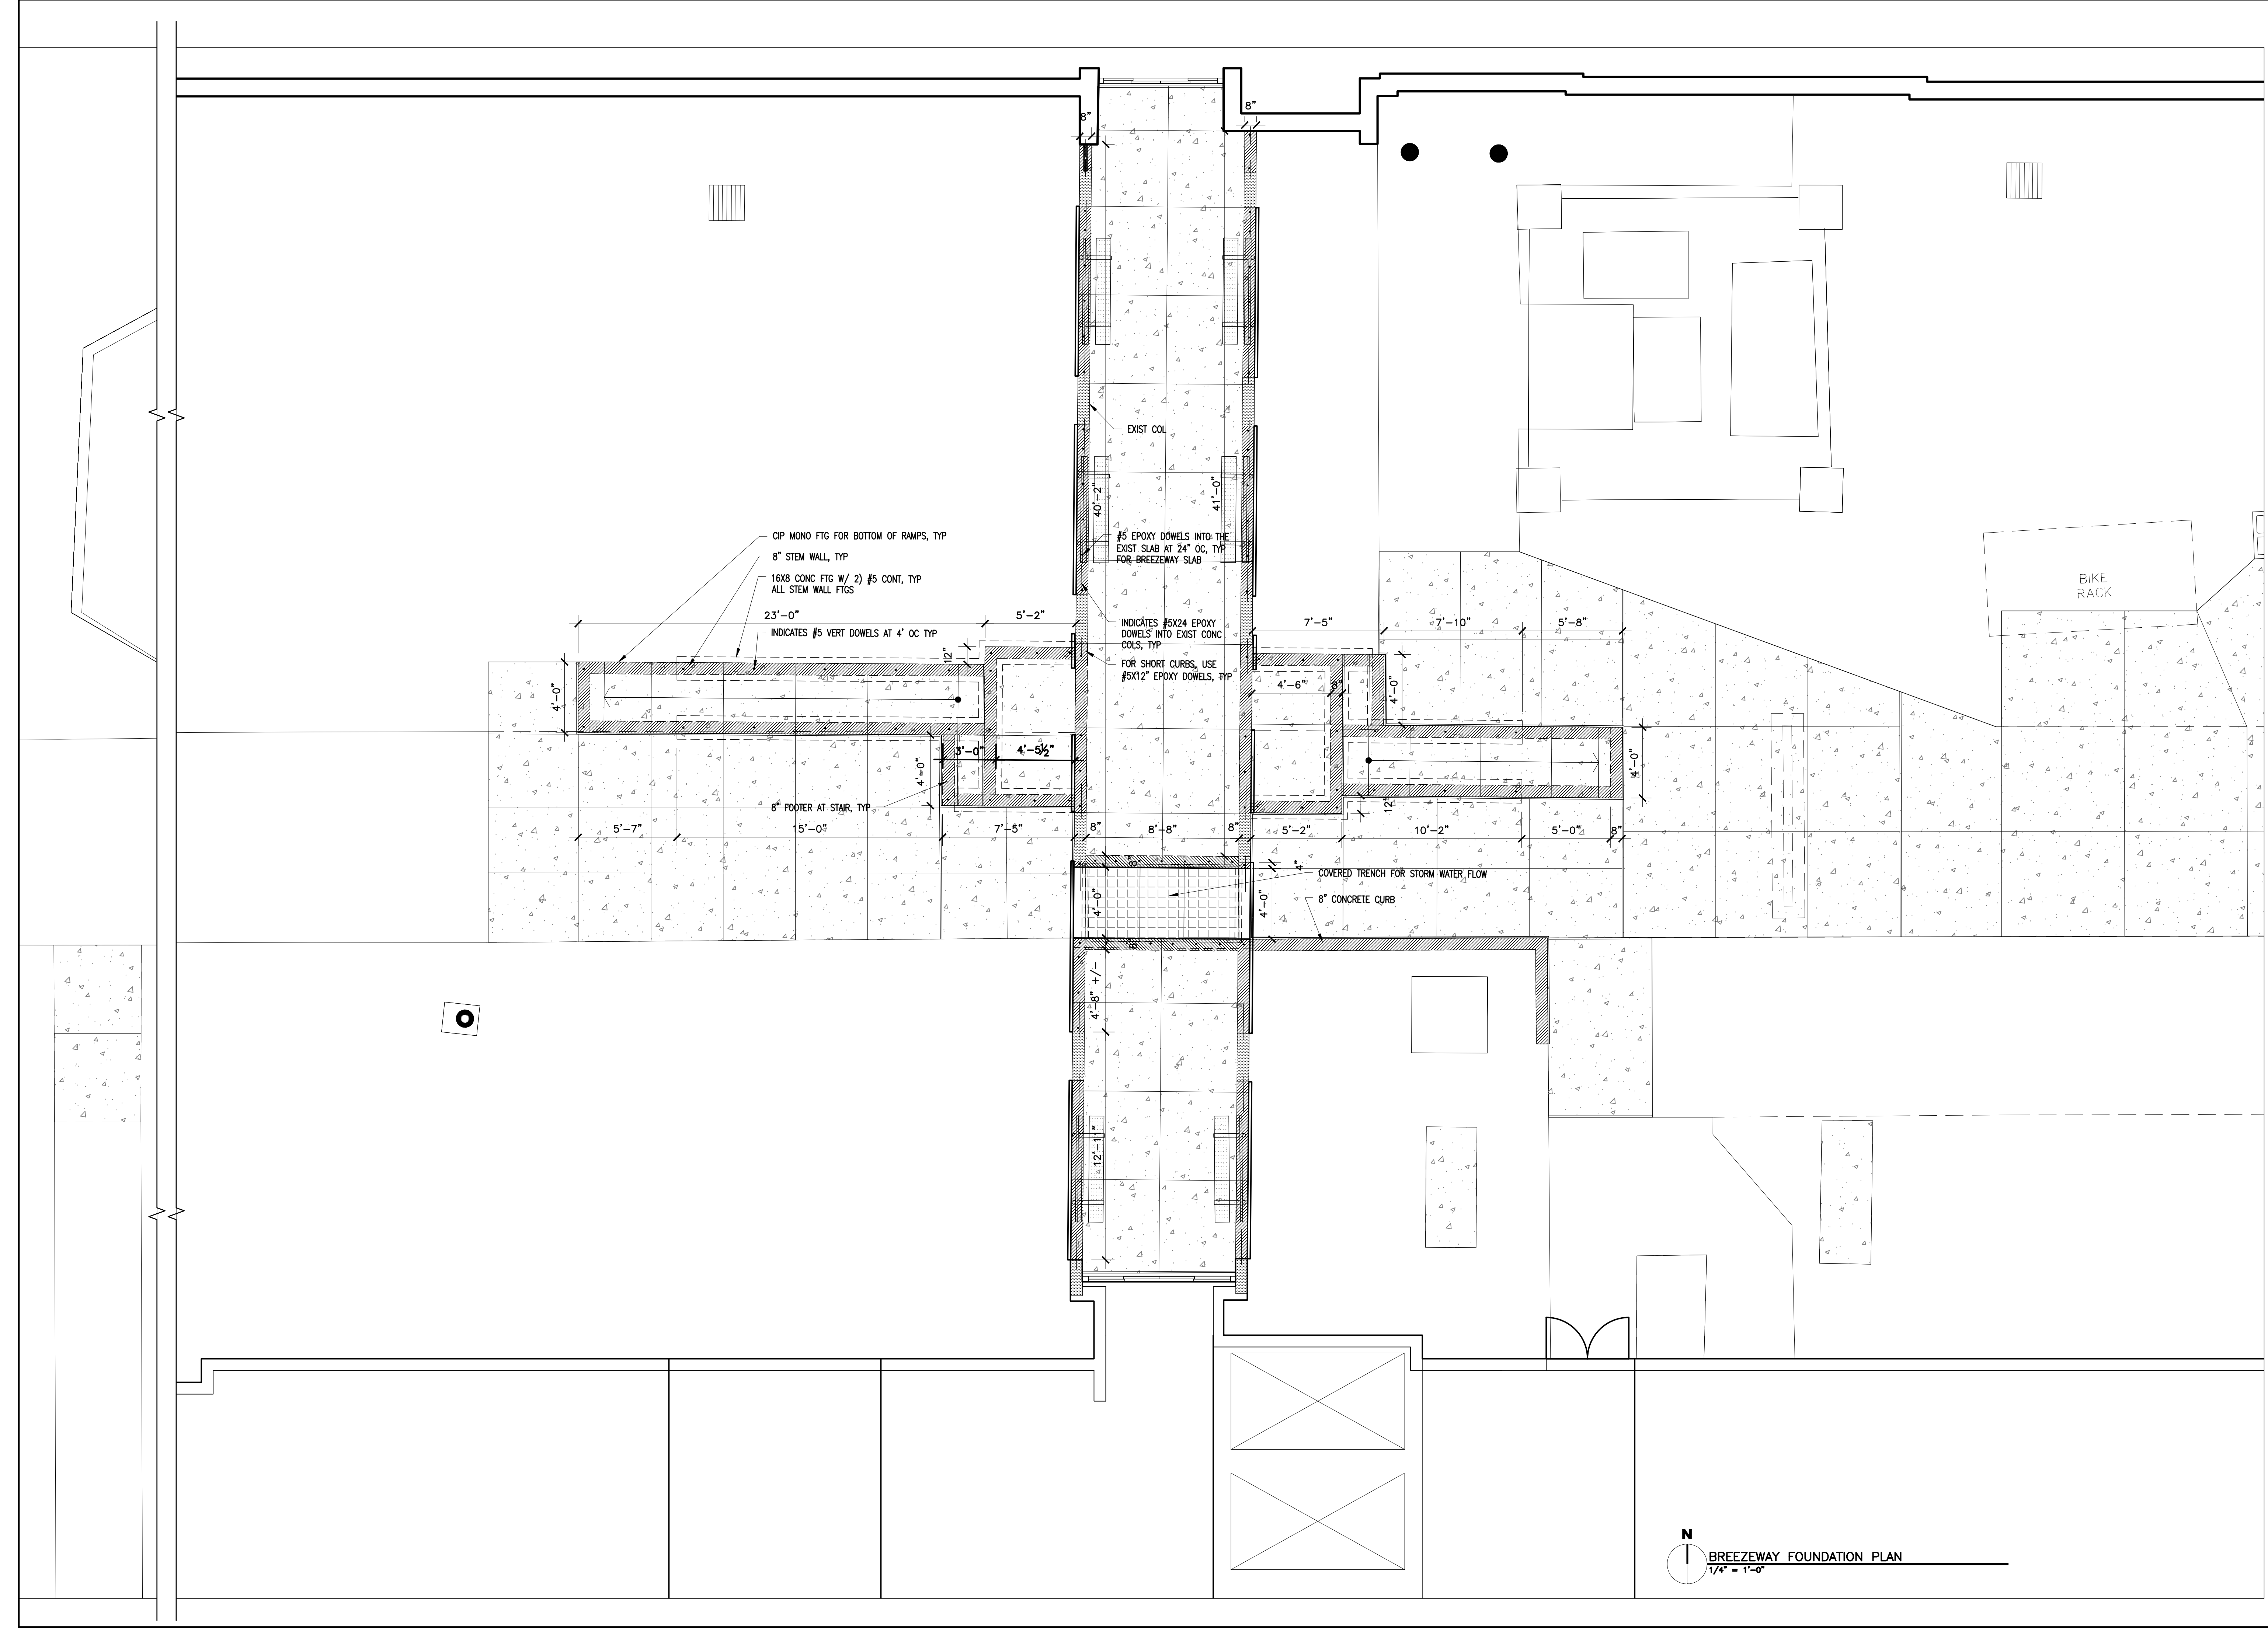 8"
8"
EXIST COL
40'-2"
41'-0"
CIP MONO FTG FOR BOTTOM OF RAMPS, TYP
8" STEM WALL, TYP
16X8 CONC FTG W/ 2) #5 CONT, TYP
ALL STEM WALL FTGS
23'-0"
5'-2"
INDICATES #5 VERT DOWELS AT 4' OC TYP
12"
#5 EPOXY DOWELS INTO THE
EXIST SLAB AT 24" OC, TYP
FOR BREEZEWAY SLAB
INDICATES #5X24 EPOXY
DOWELS INTO EXIST CONC
COLS, TYP
FOR SHORT CURBS, USE
#5X12" EPOXY DOWELS, TYP
7'-5"
7'-10"
5'-8"
BIKE
RACK
4'-0"
4'-6"
8"
4'-0"
3'-0"
4'-5½"
4'-0"
4'-0"
8" FOOTER AT STAIR, TYP
12"
5'-7"
15'-0"
7'-5"
8"
8'-8"
8"
5'-2"
10'-2"
5'-0"
8"
8"
4"
COVERED TRENCH FOR STORM WATER FLOW
4'-0"
4'-0"
8" CONCRETE CURB
8"
4'-8" +/-
12'-11"
N
BREEZEWAY FOUNDATION PLAN
1/4" = 1'-0"